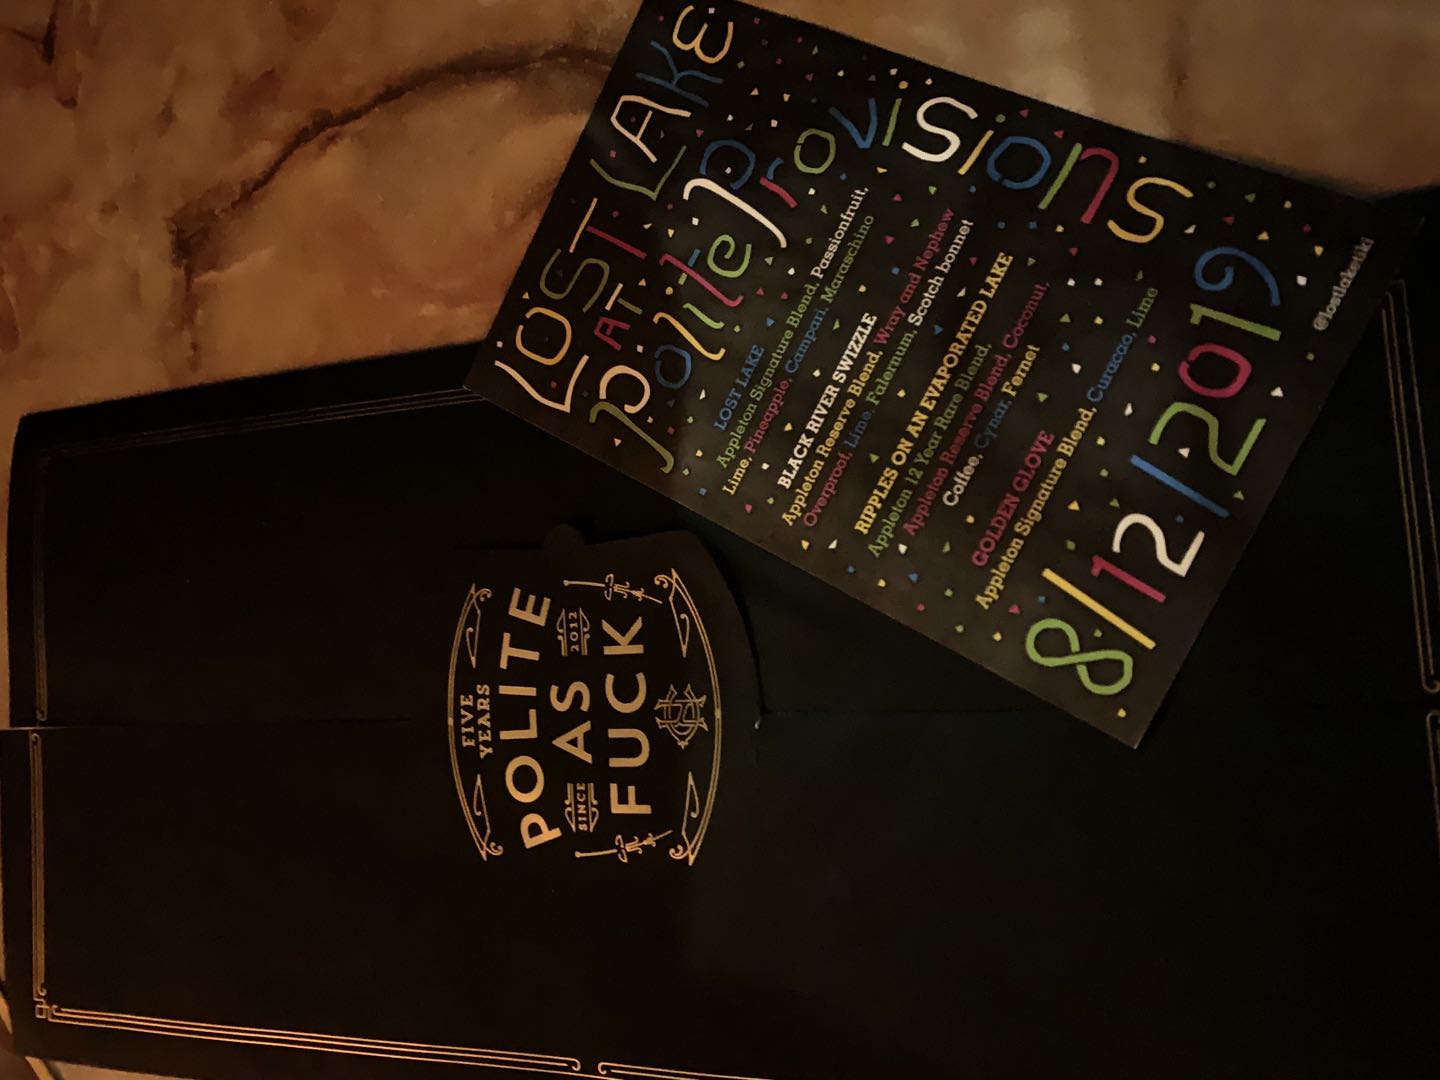 FIVE
YEARS
POLITE
SINCE AS 2012
FUCK
LOST LAKE
AT
Polite Provisions
LOST LAKE
Appleton Signature Blend, Passionfruit,
Lime, Pineapple, Campari, Maraschino
BLACK RIVER SWIZZLE
Appleton Reserve Blend, Wray and Nephew
Overproof, Lime, Falernum, Scotch bonnet
RIPPLES ON AN EVAPORATED LAKE
Appleton 12 Year Rare Blend,
Appleton Reserve Blend, Coconut,
Coffee, Cynar, Fernet
GOLDEN GLOVE
Appleton Signature Blend, Curacao, Lime
8/12/2019
@lostlaketiki